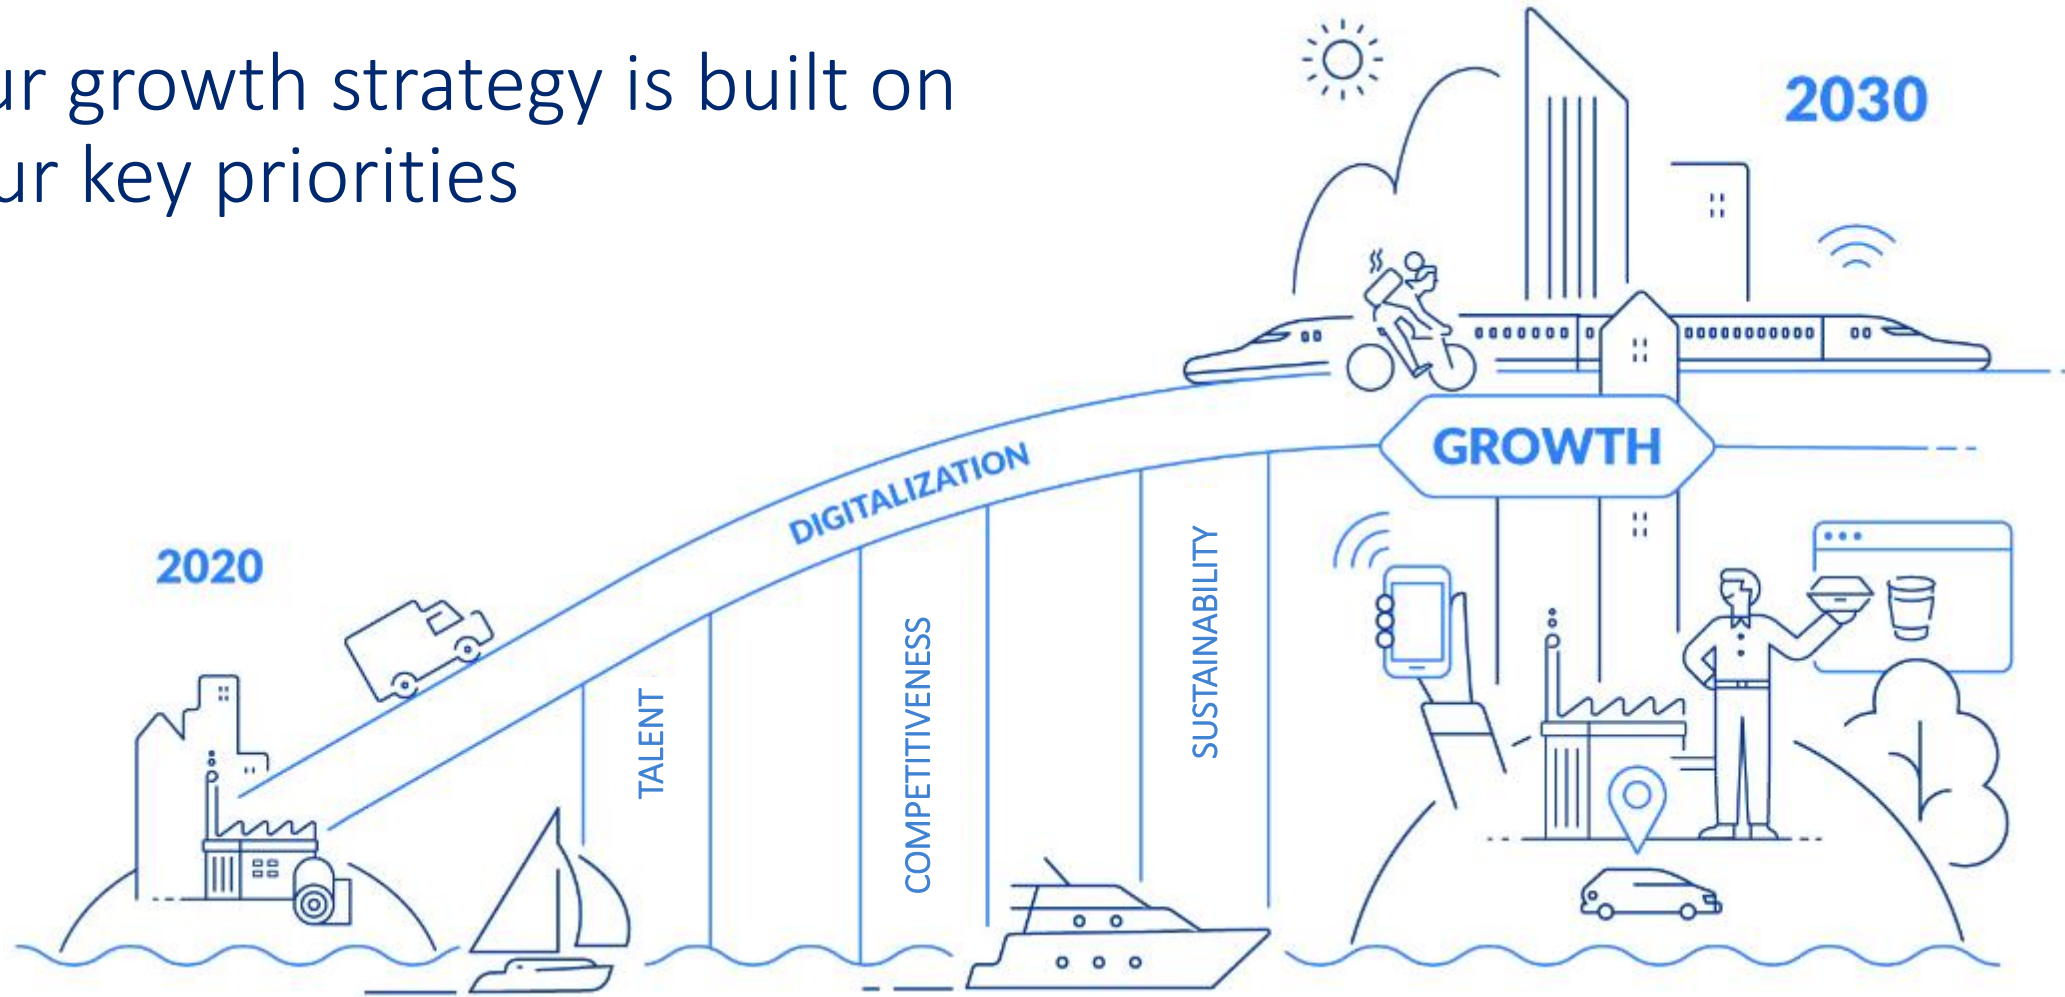 ur growth strategy is built on
ur key priorities
2030
GROWTH
DIGITALIZATION
2020
TALENT
COMPETITIVENESS
SUSTAINABILITY